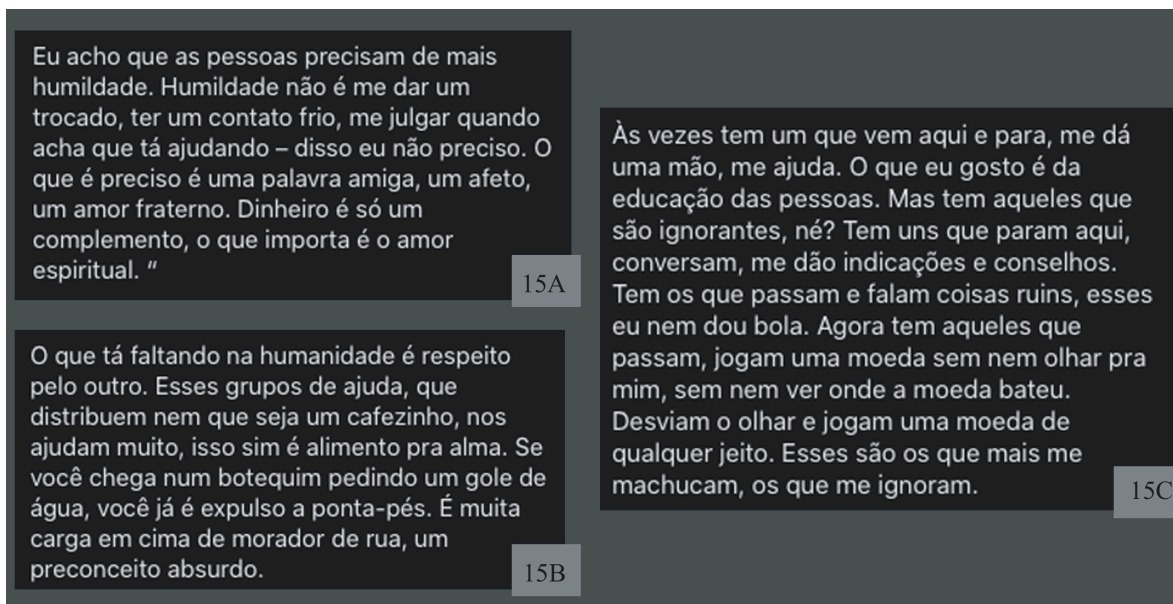 Eu acho que as pessoas precisam de mais
humildade. Humildade não é me dar um
trocado, ter um contato frio, me julgar quando
acha que tá ajudando – disso eu não preciso. O
que é preciso é uma palavra amiga, um afeto,
um amor fraterno. Dinheiro é só um
complemento, o que importa é o amor
espiritual. “
15A
O que tá faltando na humanidade é respeito
pelo outro. Esses grupos de ajuda, que
distribuem nem que seja um cafezinho, nos
ajudam muito, isso sim é alimento pra alma. Se
você chega num botequim pedindo um gole de
água, você já é expulso a ponta-pés. É muita
carga em cima de morador de rua, um
preconceito absurdo.
15B
Às vezes tem um que vem aqui e para, me dá
uma mão, me ajuda. O que eu gosto é da
educação das pessoas. Mas tem aqueles que
são ignorantes, né? Tem uns que param aqui,
conversam, me dão indicações e conselhos.
Tem os que passam e falam coisas ruins, esses
eu nem dou bola. Agora tem aqueles que
passam, jogam uma moeda sem nem olhar pra
mim, sem nem ver onde a moeda bateu.
Desviam o olhar e jogam uma moeda de
qualquer jeito. Esses são os que mais me
machucam, os que me ignoram.
15C